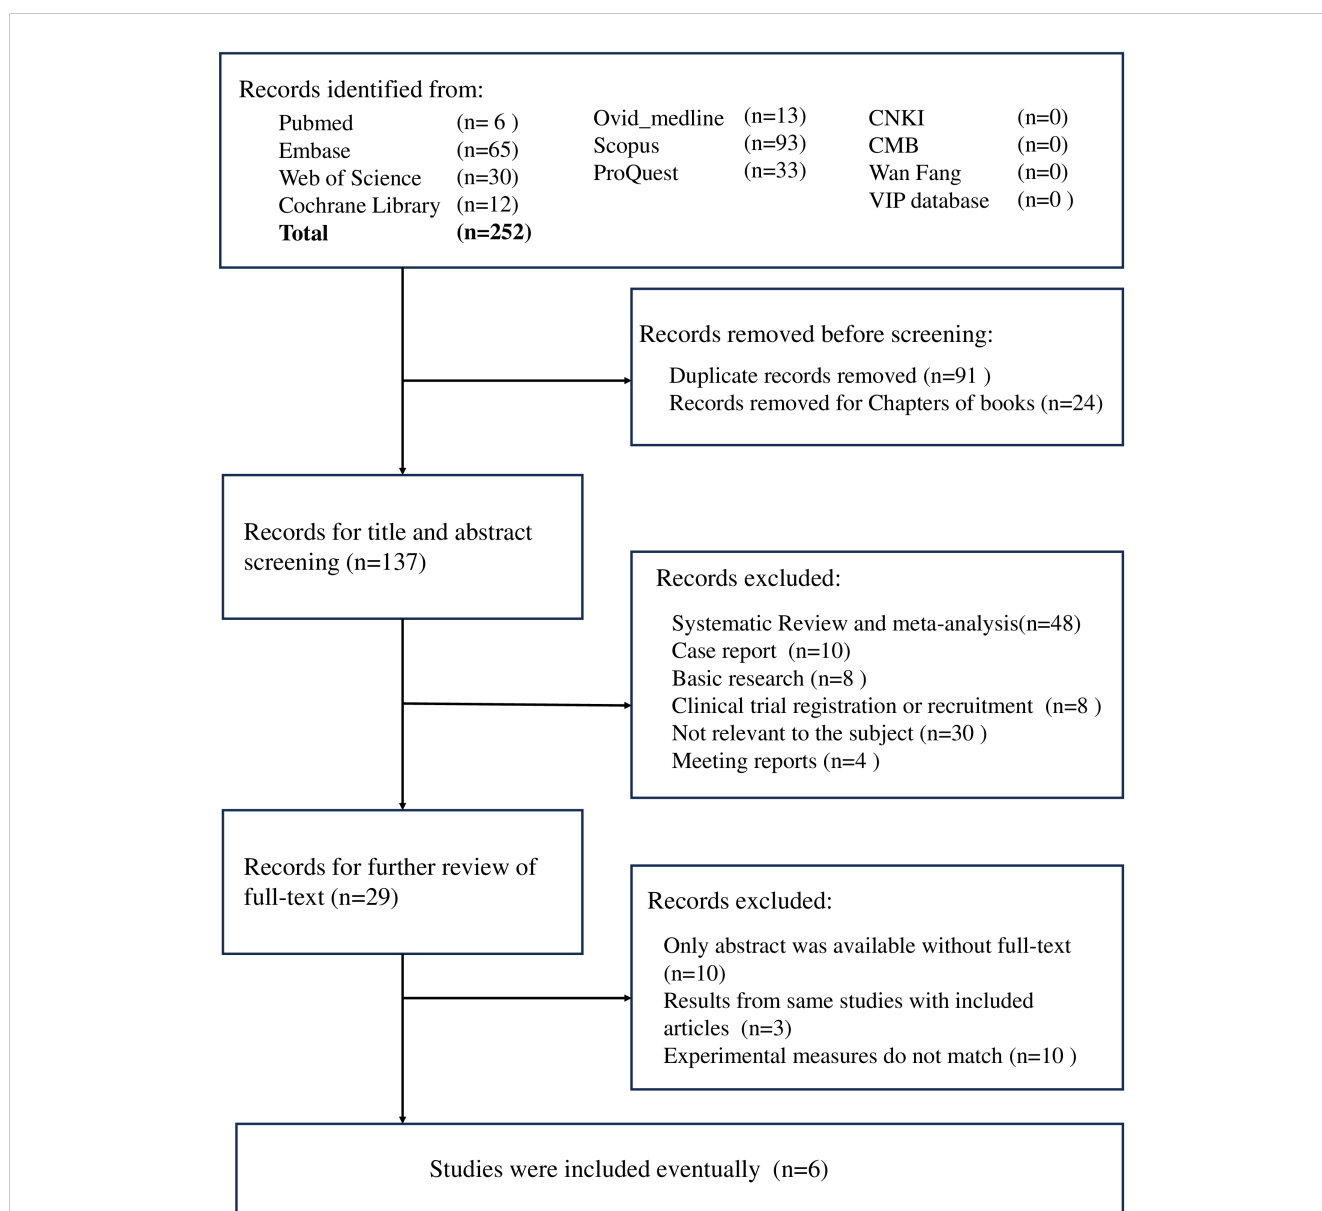 Records identified from:
Pubmed (n= 6 )
Embase (n=65)
Web of Science (n=30)
Cochrane Library (n=12)
Total (n=252)
Ovid_medline (n=13)
Scopus (n=93)
ProQuest (n=33)
CNKI (n=0)
CMB (n=0)
Wan Fang (n=0)
VIP database (n=0 )
Records removed before screening:
Duplicate records removed (n=91 )
Records removed for Chapters of books (n=24)
Records for title and abstract
screening (n=137)
Records excluded:
Systematic Review and meta-analysis(n=48)
Case report (n=10)
Basic research (n=8 )
Clinical trial registration or recruitment (n=8 )
Not relevant to the subject (n=30 )
Meeting reports (n=4 )
Records for further review of
full-text (n=29)
Records excluded:
Only abstract was available without full-text
(n=10)
Results from same studies with included
articles (n=3)
Experimental measures do not match (n=10 )
Studies were included eventually (n=6)